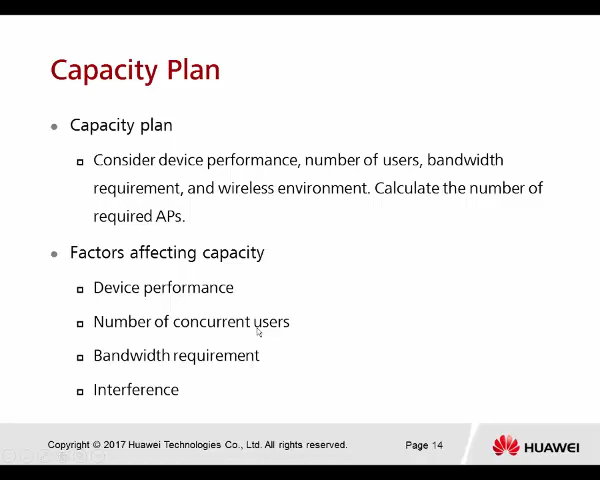 Capacity Plan
Capacity plan
Consider device performance, number of users, bandwidth
requirement, and wireless environment. Calculate the number of
required APs.
Factors affecting capacity
Device performance
Number of concurrent users
Bandwidth requirement
Interference
Copyright © 2017 Huawei Technologies Co., Ltd. All rights reserved.
Page 14
HUAWEI